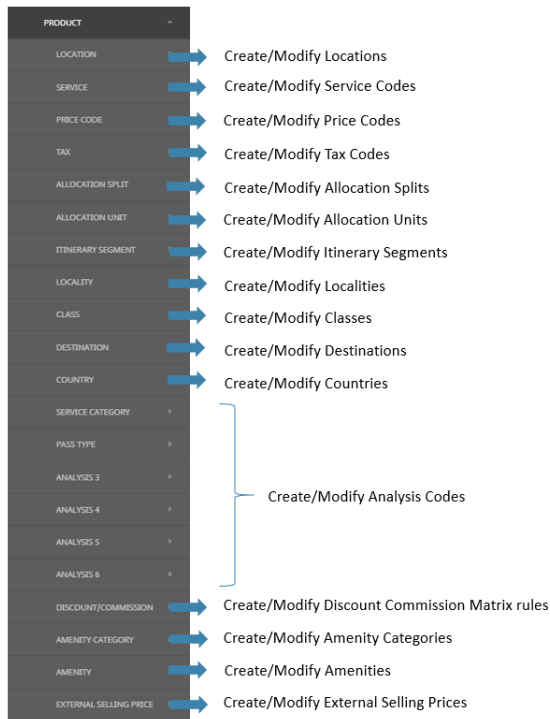 PRODUCT
LOCATION Create/Modify Locations
SERVICE Create/Modify Service Codes
PRICE CODE Create/Modify Price Codes
TAX Create/Modify Tax Codes
ALLOCATION SPLIT Create/Modify Allocation Splits
ALLOCATION UNIT Create/Modify Allocation Units
ITINERARY SEGMENT Create/Modify Itinerary Segments
LOCALITY Create/Modify Localities
CLASS Create/Modify Classes
DESTINATION Create/Modify Destinations
COUNTRY Create/Modify Countries
SERVICE CATEGORY »
PASS TYPE »
ANALYSIS 3 »
Create/Modify Analysis Codes
ANALYSIS 4 »
ANALYSIS 5 »
ANALYSIS 6 »
DISCOUNT/COMMISSION Create/Modify Discount Commission Matrix rules
AMENITY CATEGORY Create/Modify Amenity Categories
AMENITY Create/Modify Amenities
EXTERNAL SELLING PRICE Create/Modify External Selling Prices